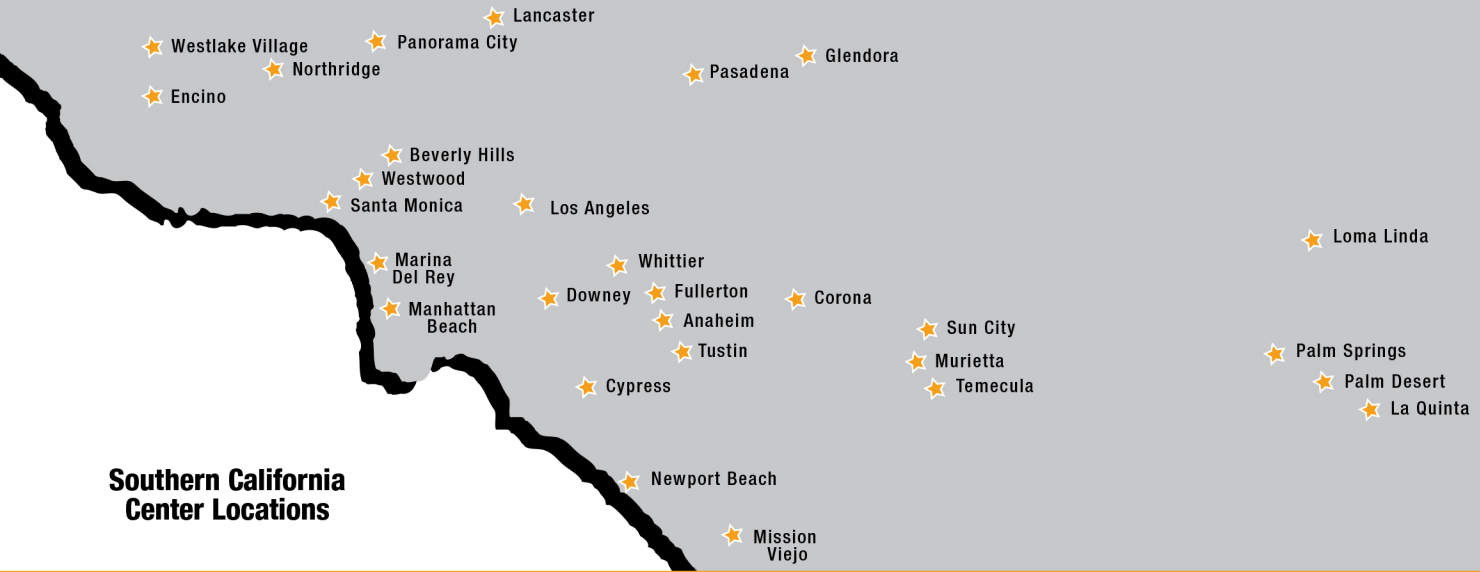 Lancaster
Westlake Village
Panorama City
Northridge
Glendora
Pasadena
Encino
Beverly Hills
Westwood
Santa Monica
Los Angeles
Loma Linda
Marina
Del Rey
Whittier
Manhattan
Beach
Downey
Fullerton
Corona
Anaheim
Sun City
Tustin
Murietta
Palm Springs
Cypress
Temecula
Palm Desert
La Quinta
Southern California
Center Locations
Newport Beach
Mission
Viejo